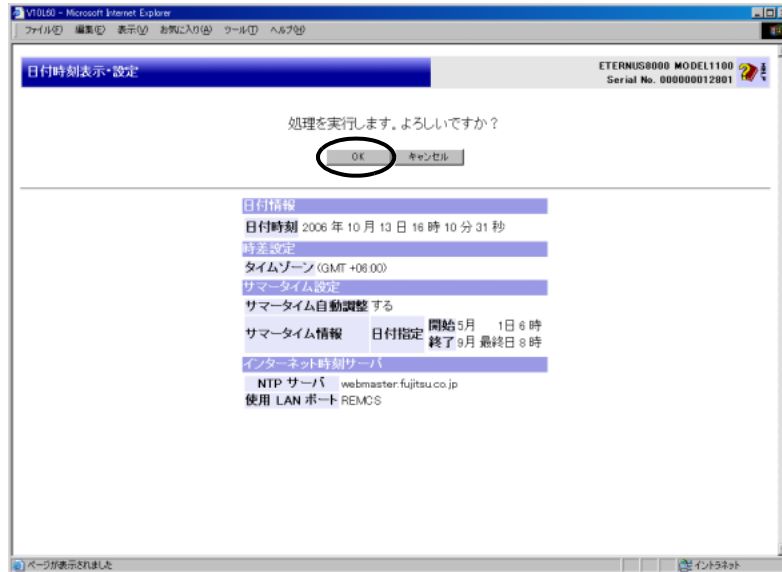 V10L60 - Microsoft Internet Explorer
ファイル(F) 編集(E) 表示(V) お気に入り(A) ツール(T) ヘルプ(H)
日付時刻表示・設定
ETERNUS8000 MODEL1100
Serial No. 000000012801
処理を実行します。よろしいですか？
OK キャンセル
日付情報
日付時刻 2006 年 10 月 13 日 16 時 10 分 31 秒
時差設定
タイムゾーン (GMT +06:00)
サマータイム設定
サマータイム自動調整 する
サマータイム情報 日付指定 開始 5月 1日 6 時
終了 9月 最終日 8 時
インターネット時刻サーバ
NTP サーバ webmaster.fujitsu.co.jp
使用 LAN ポート REMCS
ページが表示されました イントラネット